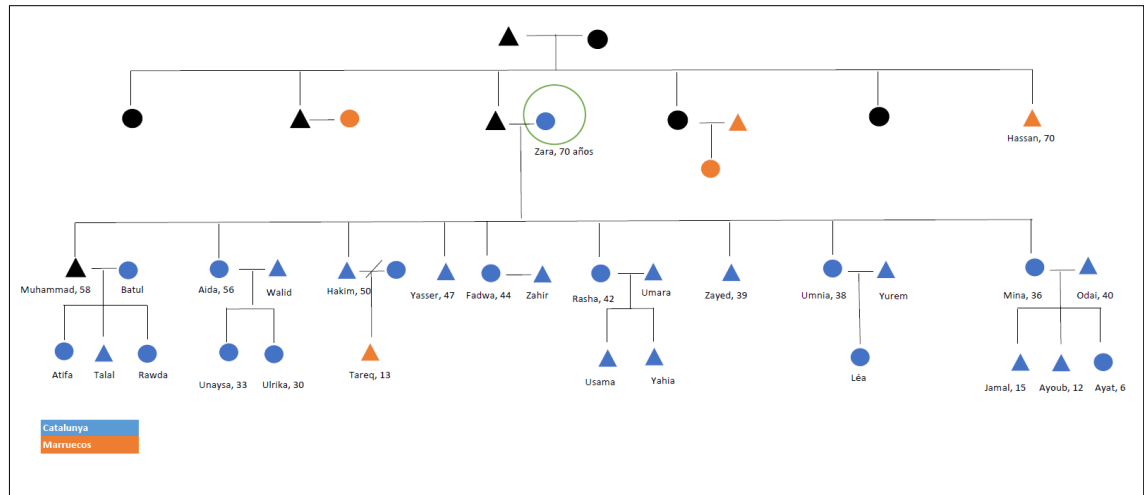 Zara, 70 años
Hassan, 70
Muhammad, 58
Batul
Aida, 56
Walid
Hakim, 50
Yasser, 47
Fadwa, 44
Zahir
Rasha, 42
Umara
Zayed, 39
Umnia, 38
Yurem
Mina, 36
Odai, 40
Atifa
Talal
Rawda
Unaysa, 33
Ulrika, 30
Tareq, 13
Usama
Yahia
Léa
Jamal, 15
Ayoub, 12
Ayat, 6
Catalunya
Marruecos